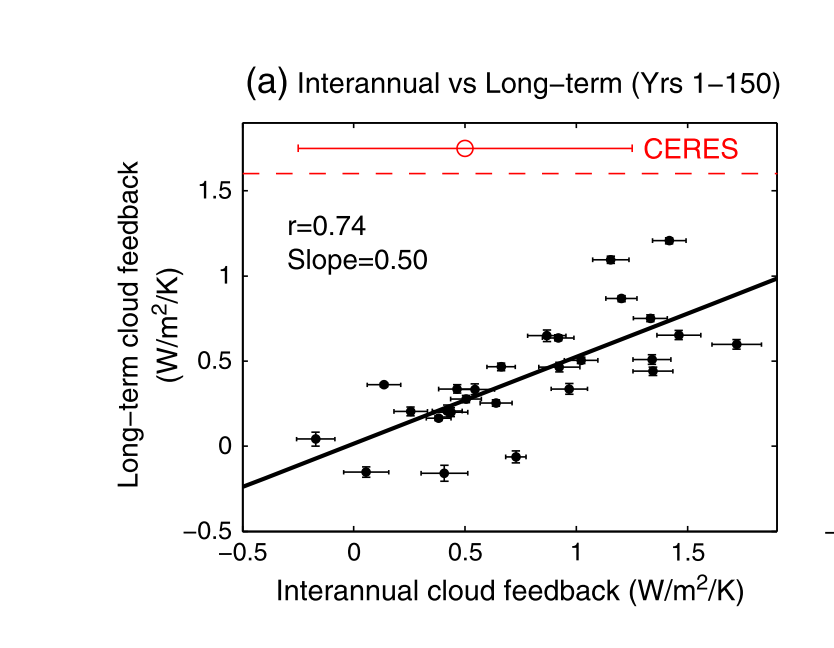 (a) Interannual vs Long−term (Yrs 1−150)
CERES
r=0.74
Slope=0.50
Long−term cloud feedback
(W/m²/K)
1.5
1
0.5
0
−0.5
−0.5 0 0.5 1 1.5
Interannual cloud feedback (W/m²/K)